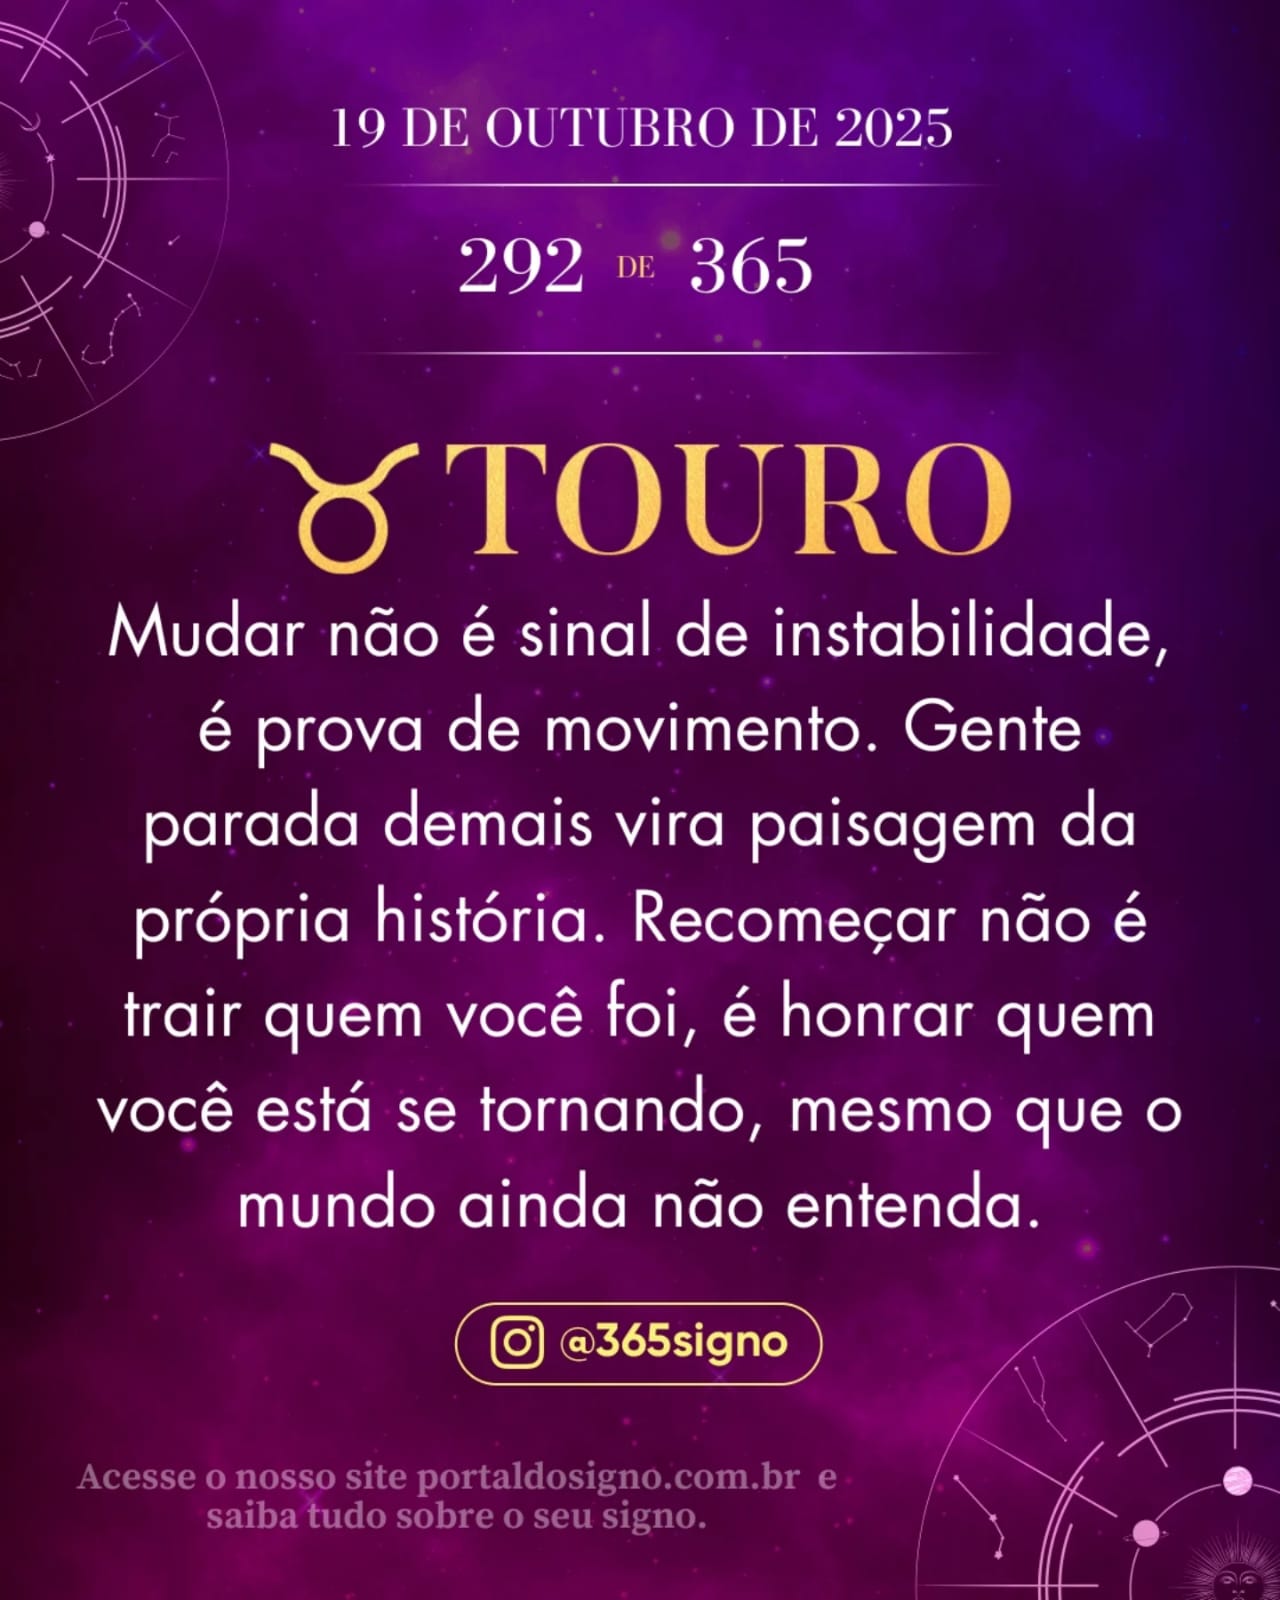 19 DE OUTUBRO DE 2025
292 DE 365
♉ TOURO
Mudar não é sinal de instabilidade,
é prova de movimento. Gente
parada demais vira paisagem da
própria história. Recomeçar não é
trair quem você foi, é honrar quem
você está se tornando, mesmo que o
mundo ainda não entenda.
@365signo
Acesse o nosso site portaldosigno.com.br e
saiba tudo sobre o seu signo.